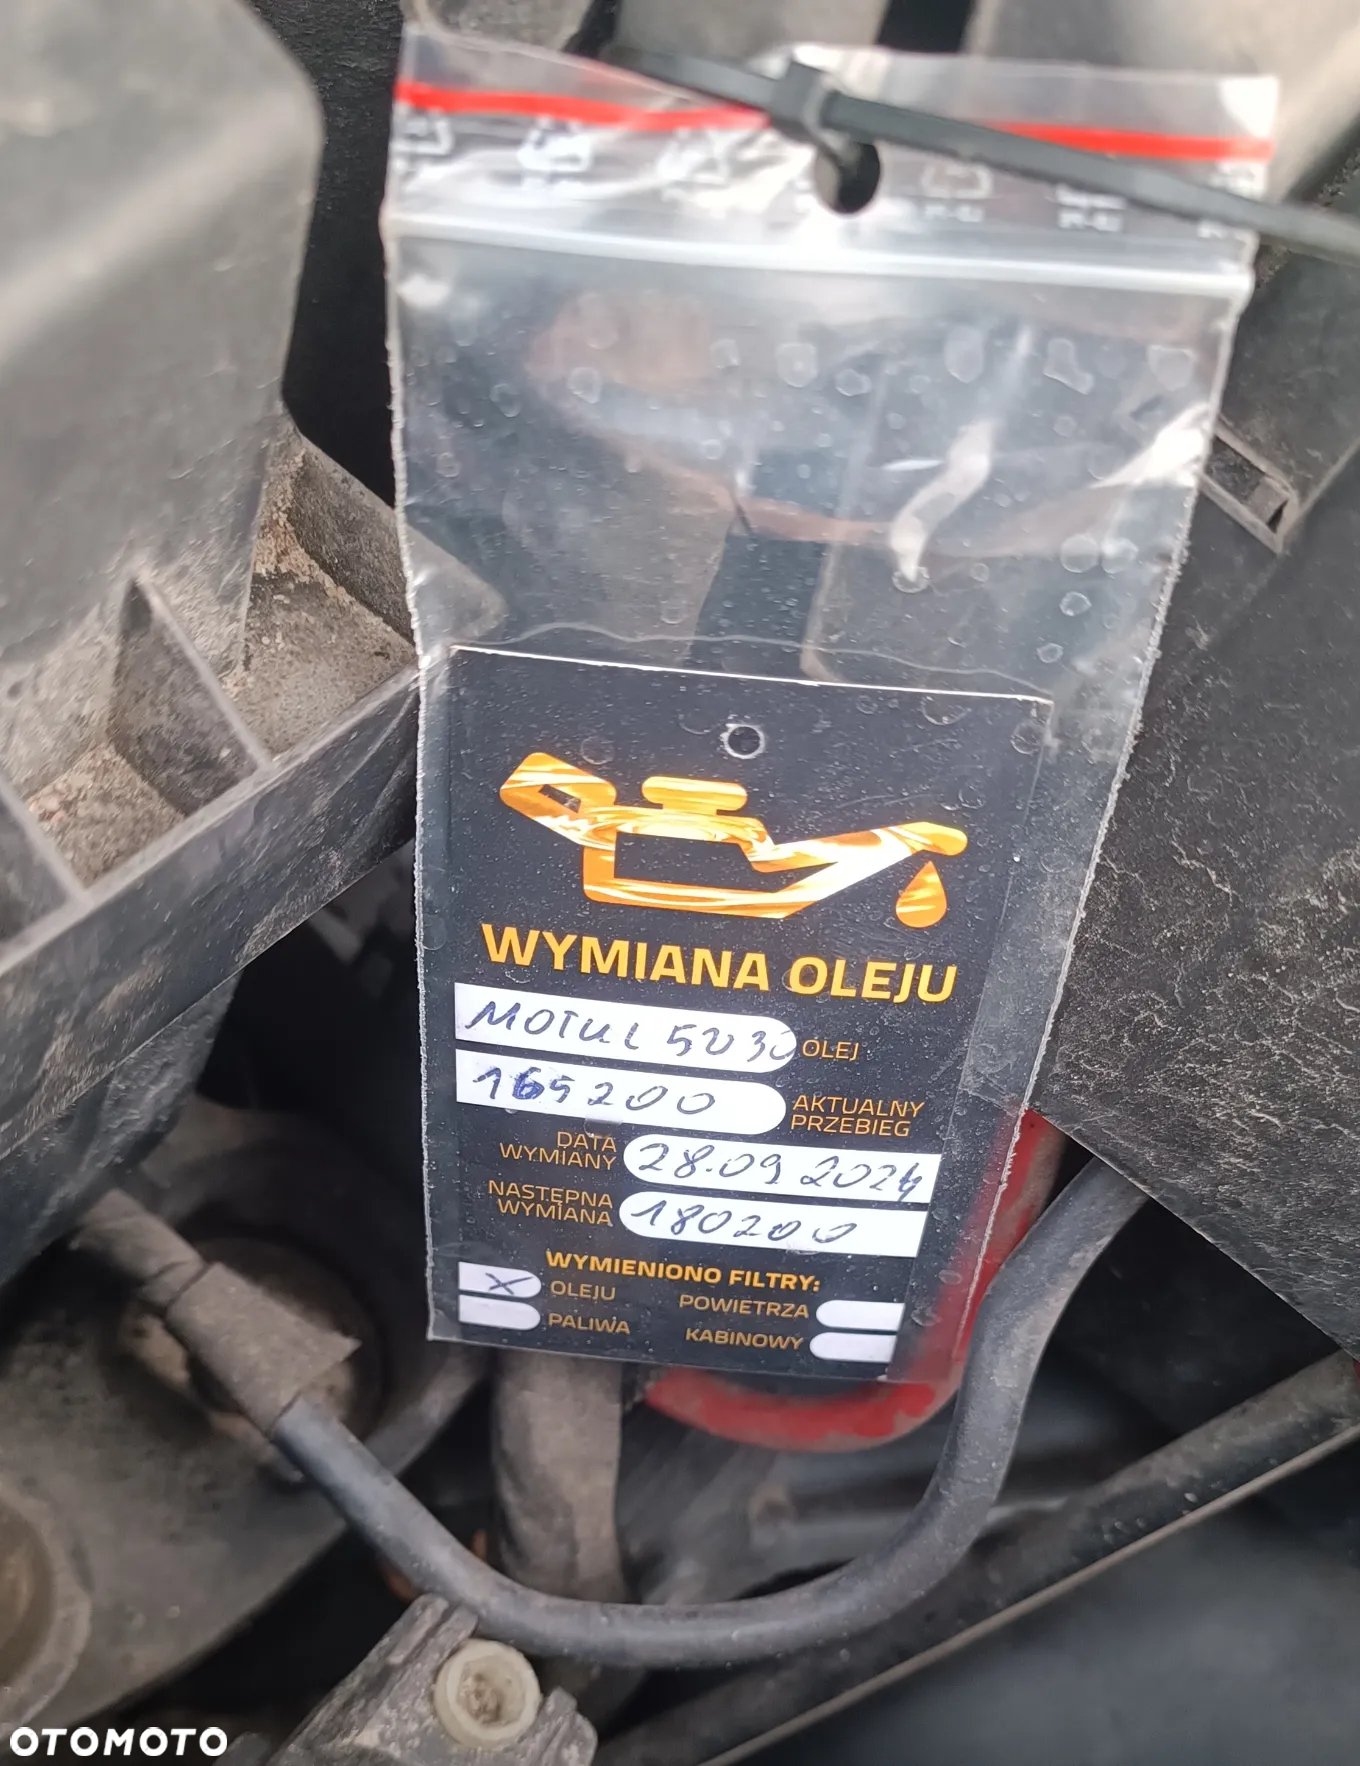 WYMIANA OLEJU
MOTUL 5W30 OLEJ
165200 AKTUALNY PRZEBIEG
DATA WYMIANY 28.09 2024
NASTĘPNA WYMIANA 180200
WYMIENIONO FILTRY:
X OLEJU POWIETRZA
PALIWA KABINOWY
OTOMOTO